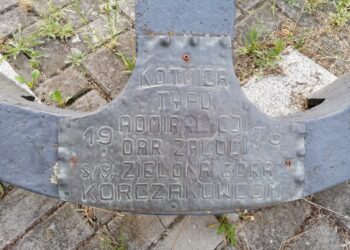 KOTWICA
TYPU
ADMIRALICJI
19 DAR ZAŁOGI 76
S/S ZIELONA GÓRA
KORCZAKOWCOM